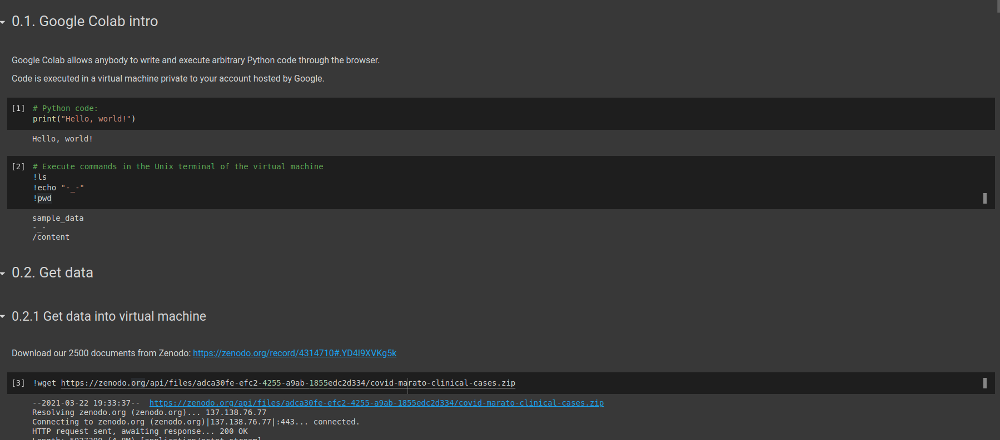 0.1. Google Colab intro
Google Colab allows anybody to write and execute arbitrary Python code through the browser.
Code is executed in a virtual machine private to your account hosted by Google.
[1] # Python code:
print("Hello, world!")
Hello, world!
[2] # Execute commands in the Unix terminal of the virtual machine
!ls
!echo "-_-"
!pwd
sample_data
-_-
/content
0.2. Get data
0.2.1 Get data into virtual machine
Download our 2500 documents from Zenodo: https://zenodo.org/record/4314710#.YD4I9XVKg5k
[3] !wget https://zenodo.org/api/files/adca30fe-efc2-4255-a9ab-1855edc2d334/covid-marato-clinical-cases.zip
--2021-03-22 19:33:37-- https://zenodo.org/api/files/adca30fe-efc2-4255-a9ab-1855edc2d334/covid-marato-clinical-cases.zip
Resolving zenodo.org (zenodo.org)... 137.138.76.77
Connecting to zenodo.org (zenodo.org)|137.138.76.77|:443... connected.
HTTP request sent, awaiting response... 200 OK
Length: 5027300 (4.8M) [application/octet-stream]